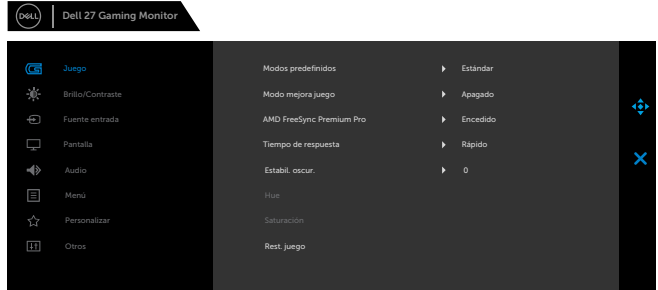 DELL
Dell 27 Gaming Monitor
Juego
Modos predefinidos
Estándar
Brillo/Contraste
Modo mejora juego
Apagado
Fuente entrada
AMD FreeSync Premium Pro
Encedido
Pantalla
Tiempo de respuesta
Rápido
Audio
Estabil. oscur.
0
Menú
Hue
Personalizar
Saturación
Otros
Rest. juego